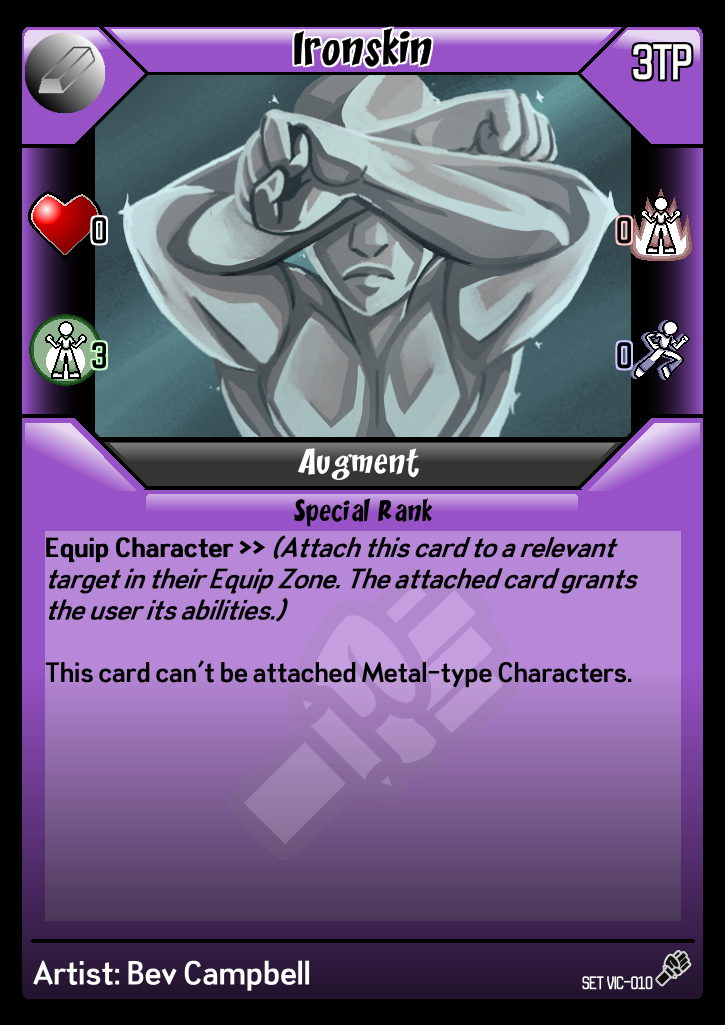 Ironskin
3TP
0
0
3
0
Augment
Special Rank
Equip Character >> (Attach this card to a relevant
target in their Equip Zone. The attached card grants
the user its abilities.)
This card can't be attached Metal-type Characters.
Artist: Bev Campbell
SET VIC-010